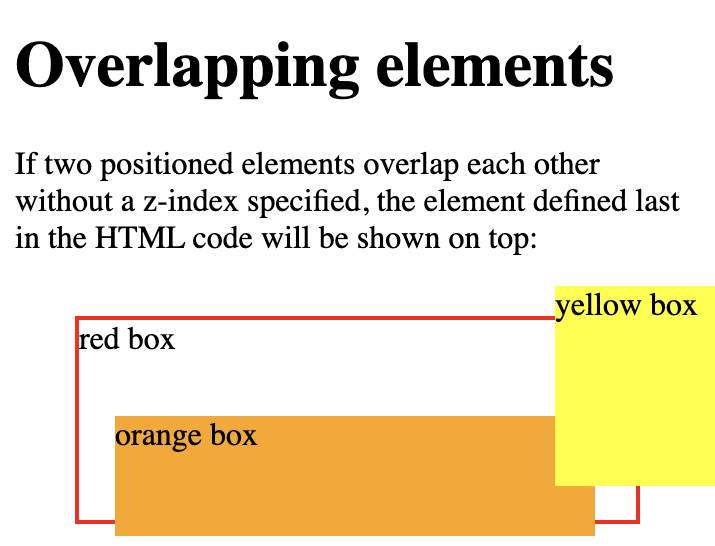 Overlapping elements
If two positioned elements overlap each other
without a z-index specified, the element defined last
in the HTML code will be shown on top:
yellow box
red box
orange box